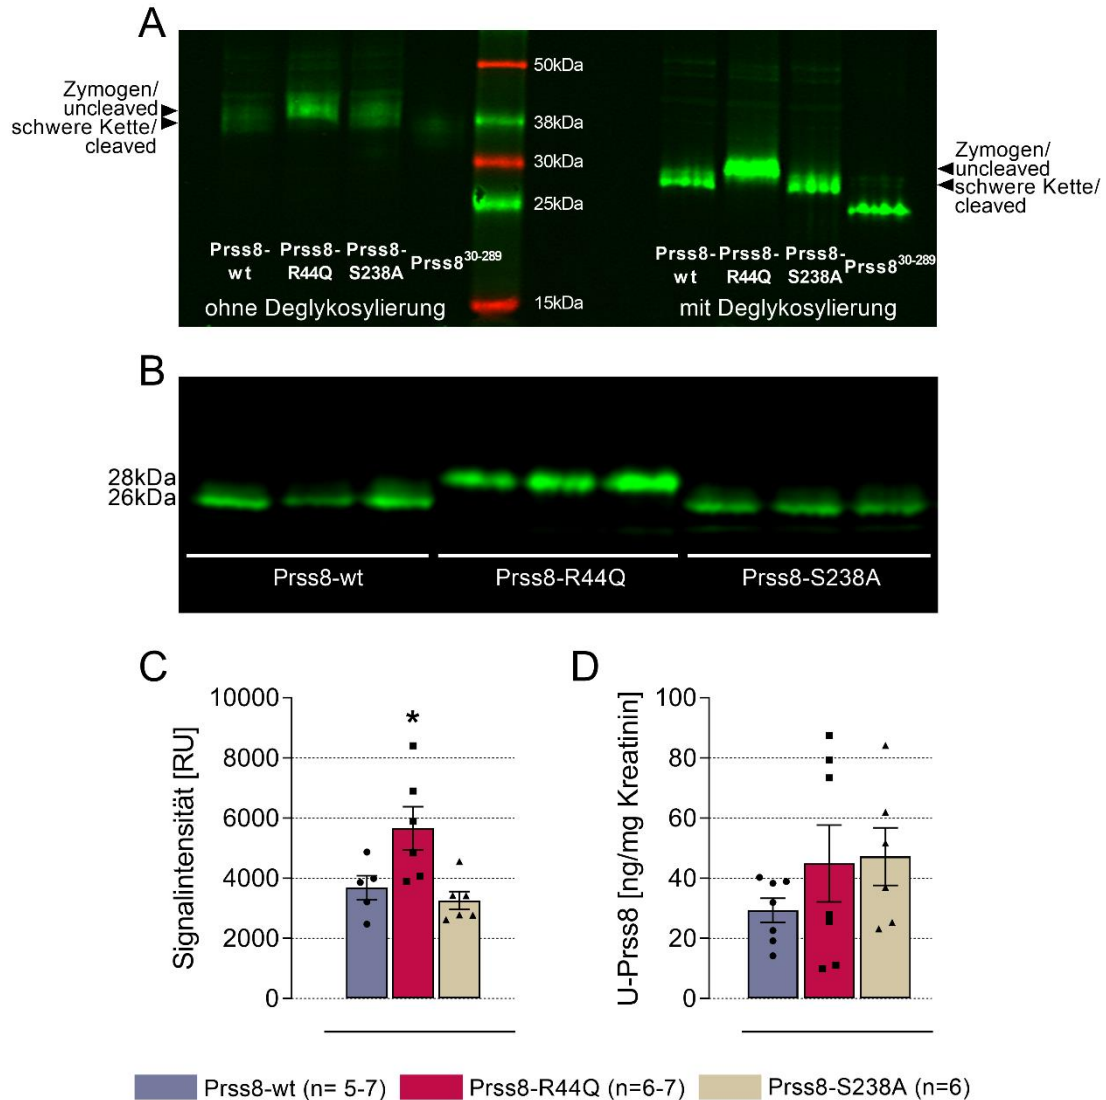 A
Zymogen/
uncleaved
schwere Kette/
cleaved
50kDa
38kDa
30kDa
25kDa
15kDa
Prss8-
wt
Prss8-
R44Q
Prss8-
S238A
Prss8³⁰⁻²⁸⁹
ohne Deglykosylierung
Zymogen/
uncleaved
schwere Kette/
cleaved
Prss8-
wt
Prss8-
R44Q
Prss8-
S238A
Prss8³⁰⁻²⁸⁹
mit Deglykosylierung
B
28kDa
26kDa
Prss8-wt
Prss8-R44Q
Prss8-S238A
C
Signalintensität [RU]
10000
8000
6000
4000
2000
0
*
D
U-Prss8 [ng/mg Kreatinin]
100
80
60
40
20
0
Prss8-wt (n= 5-7)
Prss8-R44Q (n=6-7)
Prss8-S238A (n=6)